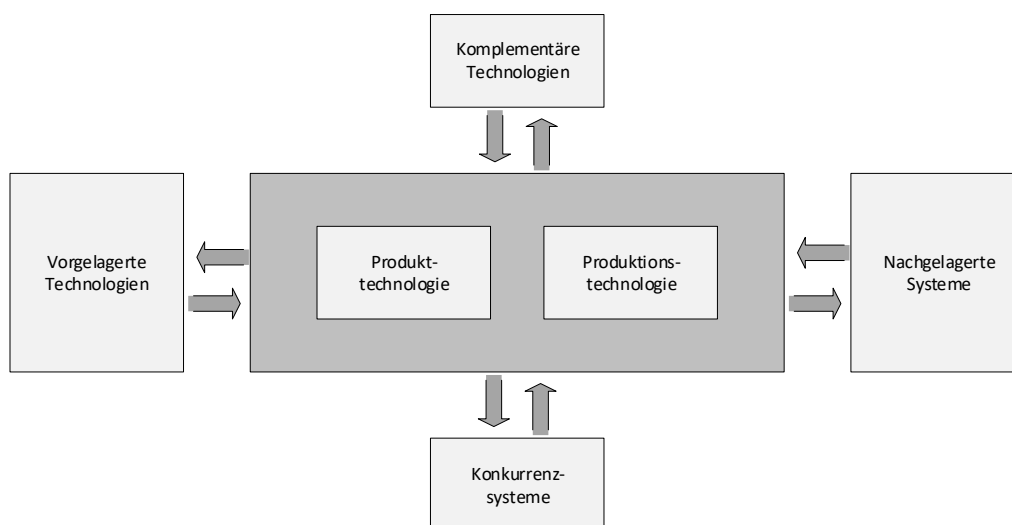 Komplementäre
Technologien
Vorgelagerte
Technologien
Produkt-
technologie
Produktions-
technologie
Nachgelagerte
Systeme
Konkurrenz-
systeme